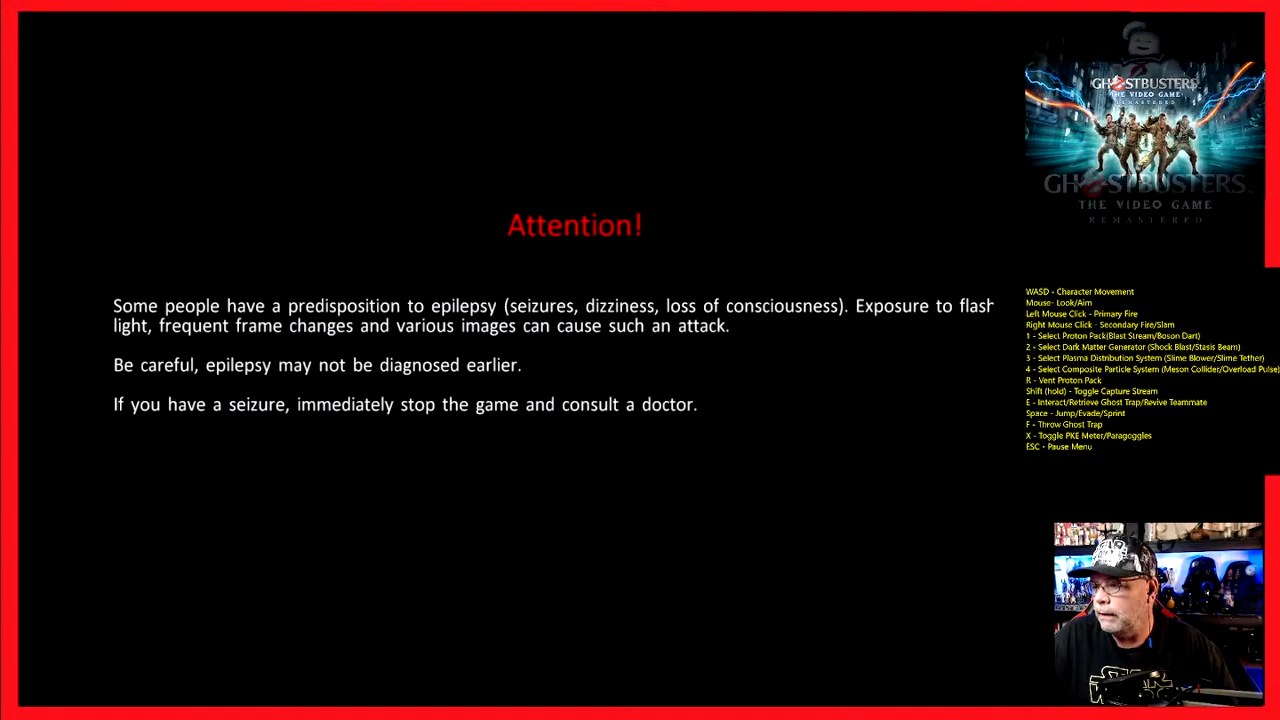 GHOSTBUSTERS
THE VIDEO GAME
REMASTERED
GHOSTBUSTERS
THE VIDEO GAME
REMASTERED
Attention!
Some people have a predisposition to epilepsy (seizures, dizziness, loss of consciousness). Exposure to flash
light, frequent frame changes and various images can cause such an attack.
Be careful, epilepsy may not be diagnosed earlier.
If you have a seizure, immediately stop the game and consult a doctor.
WASD - Character Movement
Mouse- Look/Aim
Left Mouse Click - Primary Fire
Right Mouse Click - Secondary Fire/Slam
1 - Select Proton Pack(Blast Stream/Boson Dart)
2 - Select Dark Matter Generator (Shock Blast/Stasis Beam)
3 - Select Plasma Distribution System (Slime Blower/Slime Tether)
4 - Select Composite Particle System (Meson Collider/Overload Pulse)
R - Vent Proton Pack
Shift (hold) - Toggle Capture Stream
E - Interact/Retrieve Ghost Trap/Revive Teammate
Space - Jump/Evade/Sprint
F - Throw Ghost Trap
X - Toggle PKE Meter/Paragoggles
ESC - Pause Menu